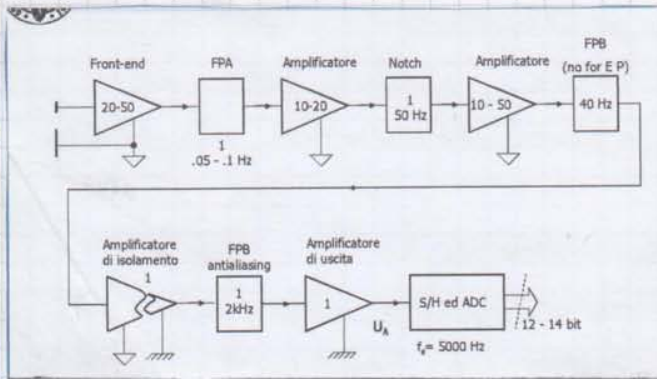 Front-end
FPA
Amplificatore
Notch
Amplificatore
FPB
(no for E P)
20-50
10-20
1
50 Hz
10 - 50
40 Hz
1
.05 - .1 Hz
Amplificatore
di isolamento
1
FPB
antialiasing
Amplificatore
di uscita
1
2kHz
1
S/H ed ADC
12 - 14 bit
f = 5000 Hz